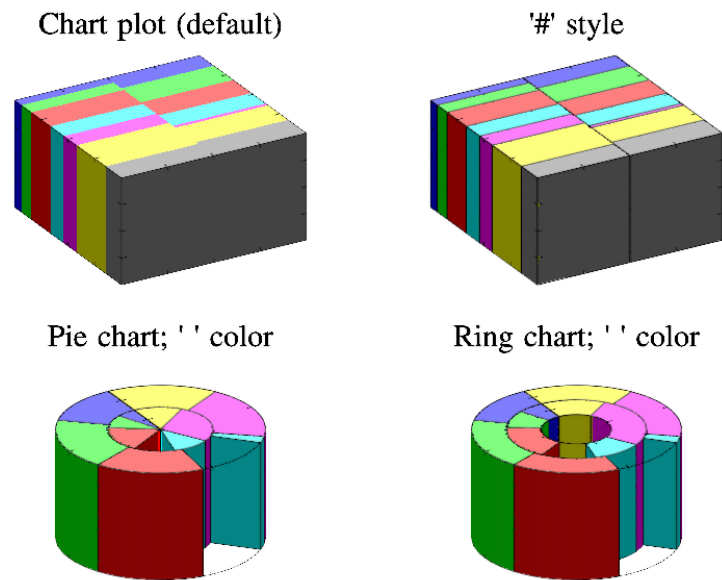 Chart plot (default)
'#' style
Pie chart; ' ' color
Ring chart; ' ' color